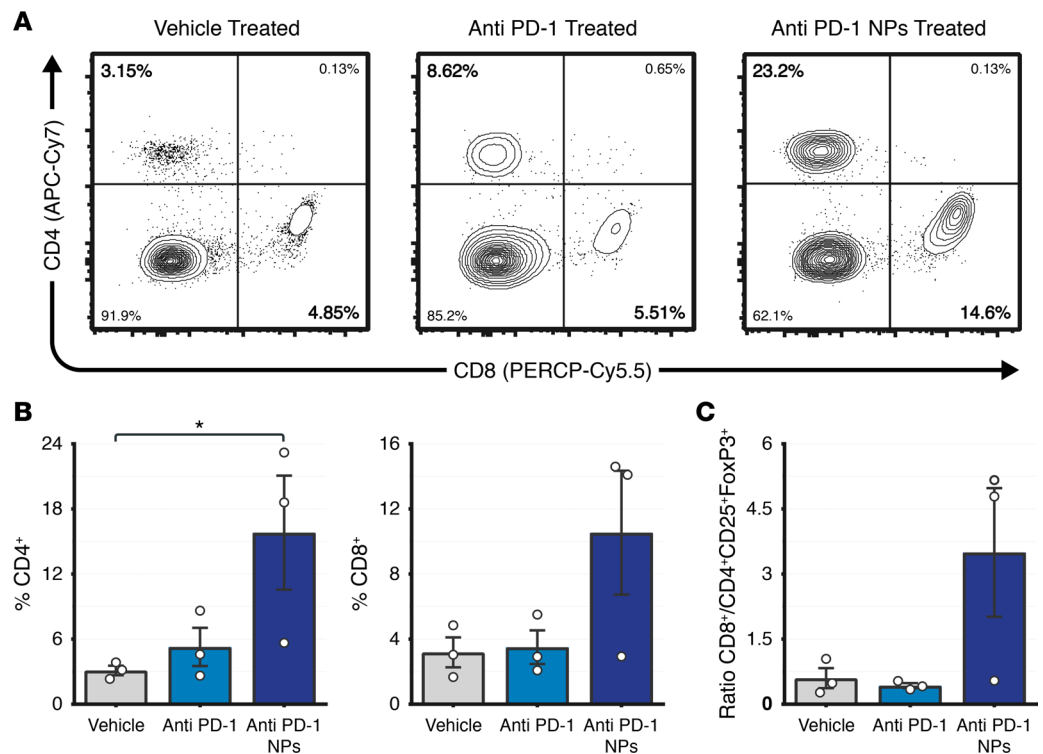 A
Vehicle Treated
Anti PD-1 Treated
Anti PD-1 NPs Treated
3.15%
0.13%
8.62%
0.65%
23.2%
0.13%
CD4 (APC-Cy7)
91.9%
4.85%
85.2%
5.51%
62.1%
14.6%
CD8 (PERCP-Cy5.5)
B
*
% CD4⁺
24
18
12
6
0
Vehicle
Anti PD-1
Anti PD-1
NPs
% CD8⁺
16
12
8
4
0
Vehicle
Anti PD-1
Anti PD-1
NPs
C
Ratio CD8⁺/CD4⁺CD25⁺FoxP3⁺
6
4.5
3
1.5
0
Vehicle
Anti PD-1
Anti PD-1
NPs